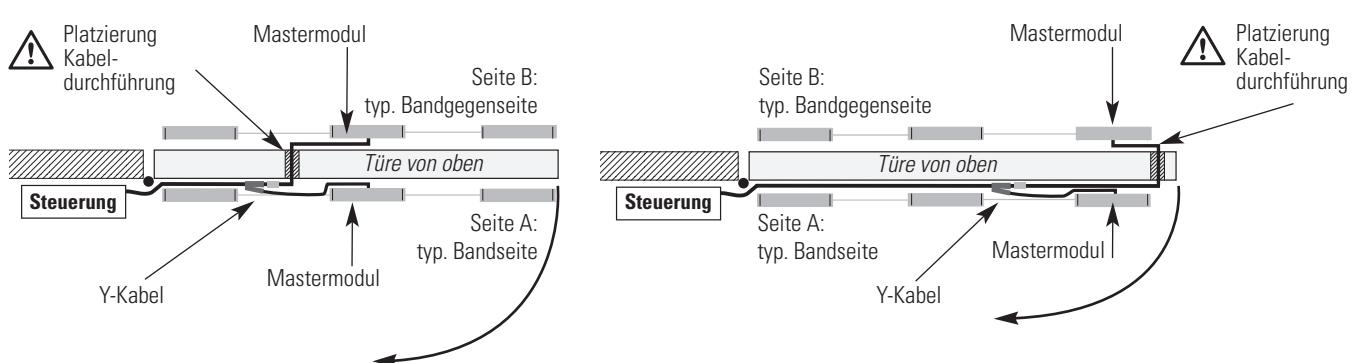 Platzierung
Kabel-
durchführung
Mastermodul
Seite B:
typ. Bandgegenseite
Türe von oben
Steuerung
Seite A:
typ. Bandseite
Mastermodul
Y-Kabel
Mastermodul
Platzierung
Kabel-
durchführung
Seite B:
typ. Bandgegenseite
Türe von oben
Steuerung
Seite A:
typ. Bandseite
Mastermodul
Y-Kabel